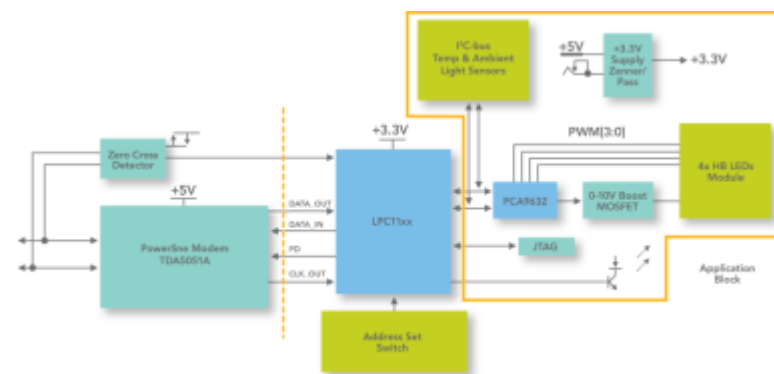 I²C-bus
Temp & Ambient
Light Sensors
+5V
+3.3V
Supply
Zenner/
Pass
+3.3V
Zero Cross
Detector
+3.3V
PWM(3:0)
4x HB LEDs
Module
+5V
DATA_OUT
LPC11xx
PCA9632
0-10V Boost
MOSFET
DATA_IN
Powerline Modem
TDA5051A
PD
JTAG
CLK_OUT
Application
Block
Address Set
Switch